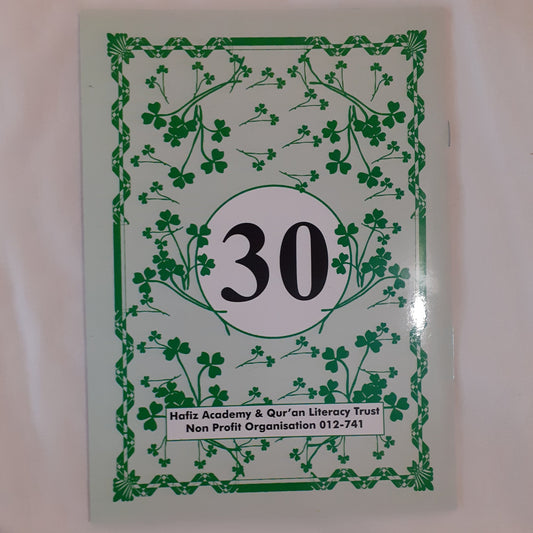 30
Hafiz Academy & Qur'an Literacy Trust
Non Profit Organisation 012-741